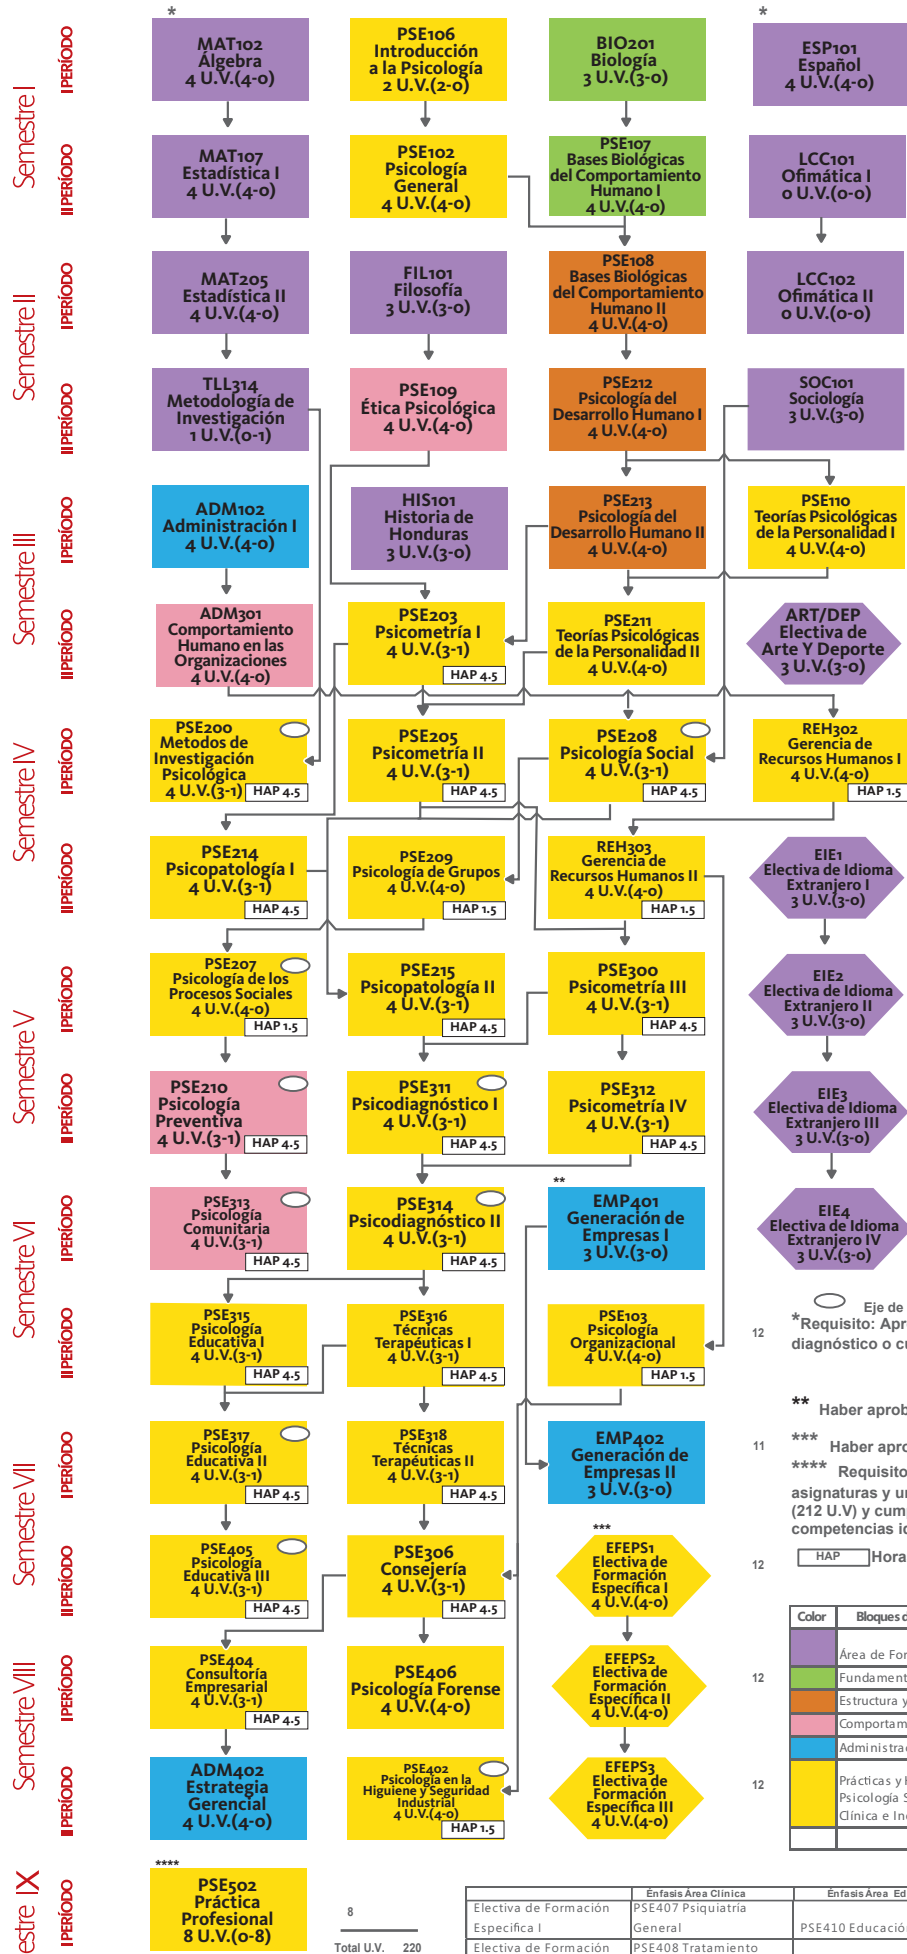 *
*
Semestre I
I PERÍODO
MAT102
Álgebra
4 U.V.(4-0)
PSE106
Introducción
a la Psicología
2 U.V.(2-0)
BIO201
Biología
3 U.V.(3-0)
ESP101
Español
4 U.V.(4-0)
II PERÍODO
MAT107
Estadística I
4 U.V.(4-0)
PSE102
Psicología
General
4 U.V.(4-0)
PSE107
Bases Biológicas
del Comportamiento
Humano I
4 U.V.(4-0)
LCC101
Ofimática I
0 U.V.(0-0)
Semestre II
I PERÍODO
MAT205
Estadística II
4 U.V.(4-0)
FIL101
Filosofía
3 U.V.(3-0)
PSE108
Bases Biológicas
del Comportamiento
Humano II
4 U.V.(4-0)
LCC102
Ofimática II
0 U.V.(0-0)
II PERÍODO
TLL314
Metodología de
Investigación
1 U.V.(0-1)
PSE109
Ética Psicológica
4 U.V.(4-0)
PSE212
Psicología del
Desarrollo Humano I
4 U.V.(4-0)
SOC101
Sociología
3 U.V.(3-0)
Semestre III
I PERÍODO
ADM102
Administración I
4 U.V.(4-0)
HIS101
Historia de
Honduras
3 U.V.(3-0)
PSE213
Psicología del
Desarrollo Humano II
4 U.V.(4-0)
PSE110
Teorías Psicológicas
de la Personalidad I
4 U.V.(4-0)
II PERÍODO
ADM301
Comportamiento
Humano en las
Organizaciones
4 U.V.(4-0)
PSE203
Psicometría I
4 U.V.(3-1)
HAP 4.5
PSE211
Teorías Psicológicas
de la Personalidad II
4 U.V.(4-0)
ART/DEP
Electiva de
Arte Y Deporte
3 U.V.(3-0)
Semestre IV
I PERÍODO
PSE200
Metodos de
Investigación
Psicológica
4 U.V.(3-1)
HAP 4.5
PSE205
Psicometría II
4 U.V.(3-1)
HAP 4.5
PSE208
Psicología Social
4 U.V.(3-1)
HAP 4.5
REH302
Gerencia de
Recursos Humanos I
4 U.V.(4-0)
HAP 1.5
II PERÍODO
PSE214
Psicopatología I
4 U.V.(3-1)
HAP 4.5
PSE209
Psicología de Grupos
4 U.V.(4-0)
HAP 1.5
REH303
Gerencia de
Recursos Humanos II
4 U.V.(4-0)
HAP 1.5
EIE1
Electiva de Idioma
Extranjero I
3 U.V.(3-0)
Semestre V
I PERÍODO
PSE207
Psicología de los
Procesos Sociales
4 U.V.(4-0)
HAP 1.5
PSE215
Psicopatología II
4 U.V.(3-1)
HAP 4.5
PSE300
Psicometría III
4 U.V.(3-1)
HAP 4.5
EIE2
Electiva de Idioma
Extranjero II
3 U.V.(3-0)
II PERÍODO
PSE210
Psicología
Preventiva
4 U.V.(3-1)
HAP 4.5
PSE311
Psicodiagnóstico I
4 U.V.(3-1)
HAP 4.5
PSE312
Psicometría IV
4 U.V.(3-1)
HAP 4.5
EIE3
Electiva de Idioma
Extranjero III
3 U.V.(3-0)
Semestre VI
I PERÍODO
PSE313
Psicología
Comunitaria
4 U.V.(3-1)
HAP 4.5
PSE314
Psicodiagnóstico II
4 U.V.(3-1)
HAP 4.5
**
EMP401
Generación de
Empresas I
3 U.V.(3-0)
EIE4
Electiva de Idioma
Extranjero IV
3 U.V.(3-0)
II PERÍODO
PSE315
Psicología
Educativa I
4 U.V.(3-1)
HAP 4.5
PSE316
Técnicas
Terapéuticas I
4 U.V.(3-1)
HAP 4.5
PSE103
Psicología
Organizacional
4 U.V.(4-0)
HAP 1.5
12
Eje de
*Requisito: Apr
diagnóstico o cu
** Haber aprob
Semestre VII
I PERÍODO
PSE317
Psicología
Educativa II
4 U.V.(3-1)
HAP 4.5
PSE318
Técnicas
Terapéuticas II
4 U.V.(3-1)
HAP 4.5
EMP402
Generación de
Empresas II
3 U.V.(3-0)
11
*** Haber apro
**** Requisito
asignaturas y un
(212 U.V) y cum
competencias id
II PERÍODO
PSE405
Psicología
Educativa III
4 U.V.(3-1)
HAP 4.5
PSE306
Consejería
4 U.V.(3-1)
HAP 4.5
***
EFEPS1
Electiva de
Formación
Específica I
4 U.V.(4-0)
12
HAP Hora
Semestre VIII
I PERÍODO
PSE404
Consultoría
Empresarial
4 U.V.(3-1)
HAP 4.5
PSE406
Psicología Forense
4 U.V.(4-0)
EFEPS2
Electiva de
Formación
Específica II
4 U.V.(4-0)
12
Color Bloques d
Área de For
Fundament
Estructura y
Comportam
Administrac
II PERÍODO
ADM402
Estrategia
Gerencial
4 U.V.(4-0)
PSE402
Psicología en la
Higuiene y Seguridad
Industrial
4 U.V.(4-0)
HAP 1.5
EFEPS3
Electiva de
Formación
Específica III
4 U.V.(4-0)
12
Prácticas y H
Psicología S
Clínica e In
estre IX
PERÍODO
****
PSE502
Práctica
Profesional
8 U.V.(0-8)
8
Total U.V. 220
Énfasis Área Clínica Énfasis Área Ed
Electiva de Formación PSE407 Psiquiatría
Especifica I General PSE410 Educación
Electiva de Formación PSE408 Tratamiento